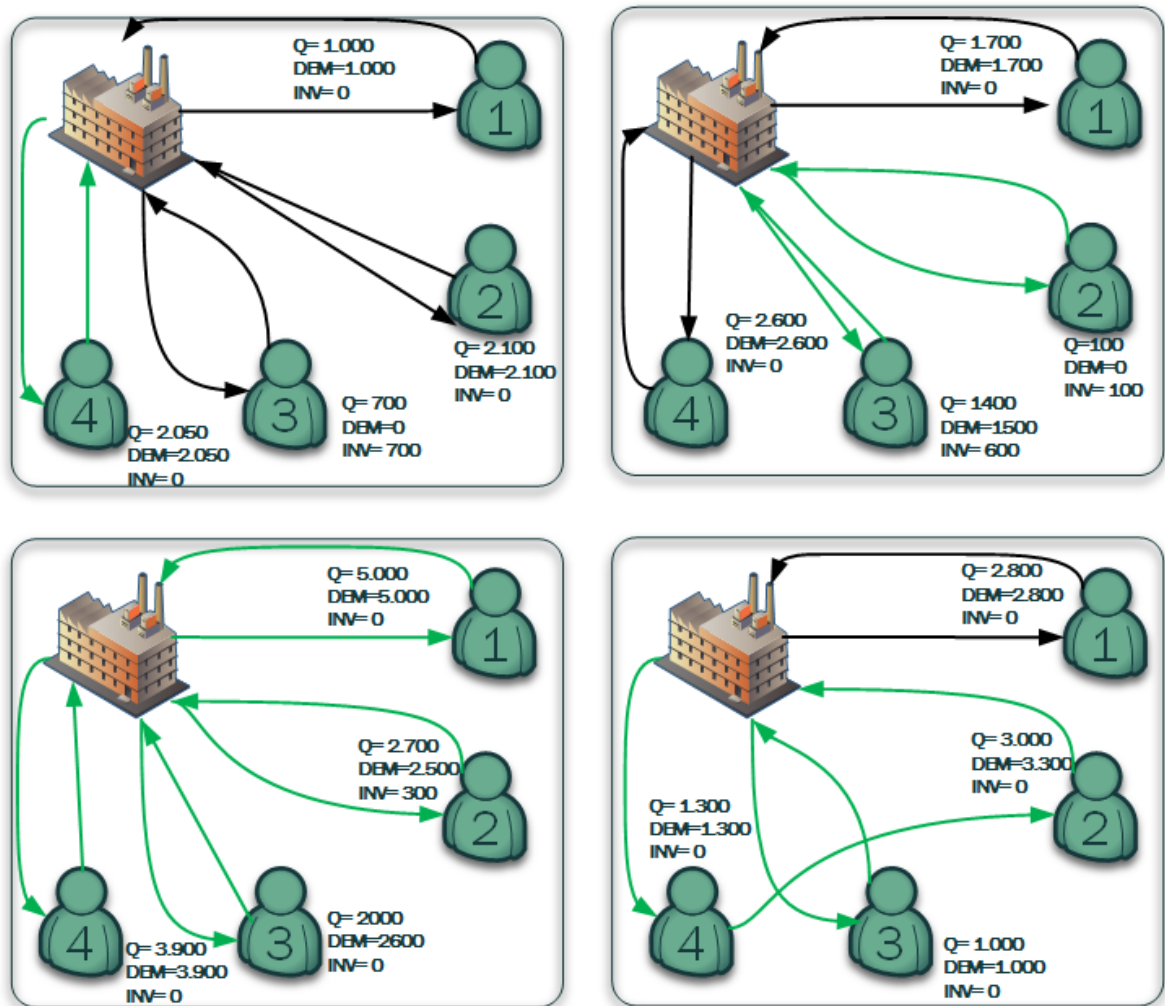 Q= 1.000
DEM=1.000
INV= 0
1
2
Q= 2.100
DEM=2.100
INV= 0
3
Q= 700
DEM=0
INV= 700
4
Q= 2.050
DEM=2.050
INV= 0
Q= 1.700
DEM=1.700
INV= 0
1
2
Q=100
DEM=0
INV= 100
Q= 2.600
DEM=2.600
INV= 0
4
3
Q= 1400
DEM=1500
INV= 600
Q= 5.000
DEM=5.000
INV= 0
1
Q= 2.700
DEM=2.500
INV= 300
2
4
Q= 3.900
DEM=3.900
INV= 0
3
Q= 2000
DEM=2600
INV= 0
Q= 2.800
DEM=2.800
INV= 0
1
Q= 3.000
DEM=3.300
INV= 0
2
Q= 1.300
DEM=1.300
INV= 0
4
3
Q= 1.000
DEM=1.000
INV= 0